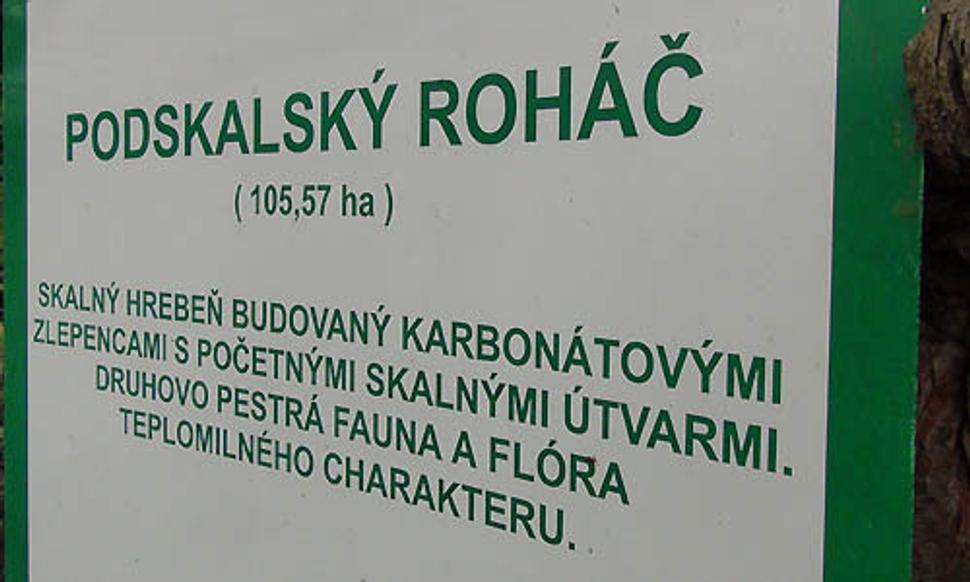 PODSKALSKÝ ROHÁČ
( 105,57 ha )
SKALNÝ HREBEŇ BUDOVANÝ KARBONÁTOVÝMI
ZLEPENCAMI S POČETNÝMI SKALNÝMI ÚTVARMI.
DRUHOVO PESTRÁ FAUNA A FLÓRA
TEPLOMILNÉHO CHARAKTERU.